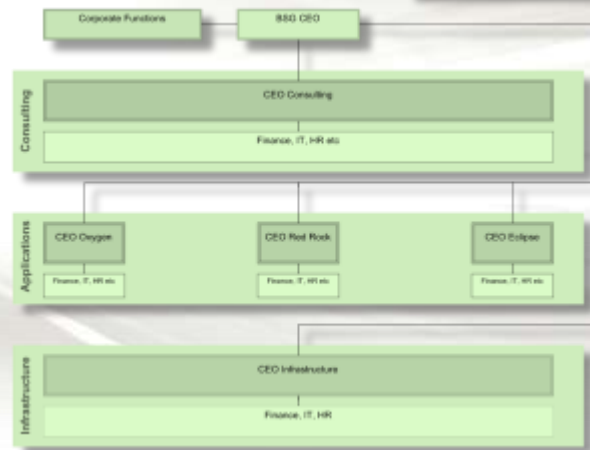 Corporate Functions
BSG CEO
Consulting
CEO Consulting
Finance, IT, HR etc
Applications
CEO Oxygen
CEO Red Rock
CEO Eclipse
Finance, IT, HR etc
Finance, IT, HR etc
Finance, IT, HR etc
Infrastructure
CEO Infrastructure
Finance, IT, HR